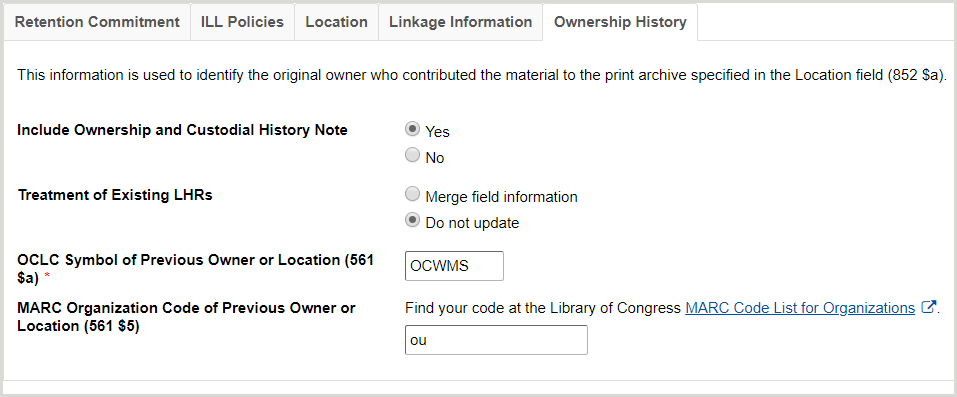 Retention Commitment ILL Policies Location Linkage Information Ownership History
This information is used to identify the original owner who contributed the material to the print archive specified in the Location field (852 $a).
Include Ownership and Custodial History Note
Yes
No
Treatment of Existing LHRs
Merge field information
Do not update
OCLC Symbol of Previous Owner or Location (561
$a) *
OCWMS
MARC Organization Code of Previous Owner or
Location (561 $5)
Find your code at the Library of Congress MARC Code List for Organizations .
ou